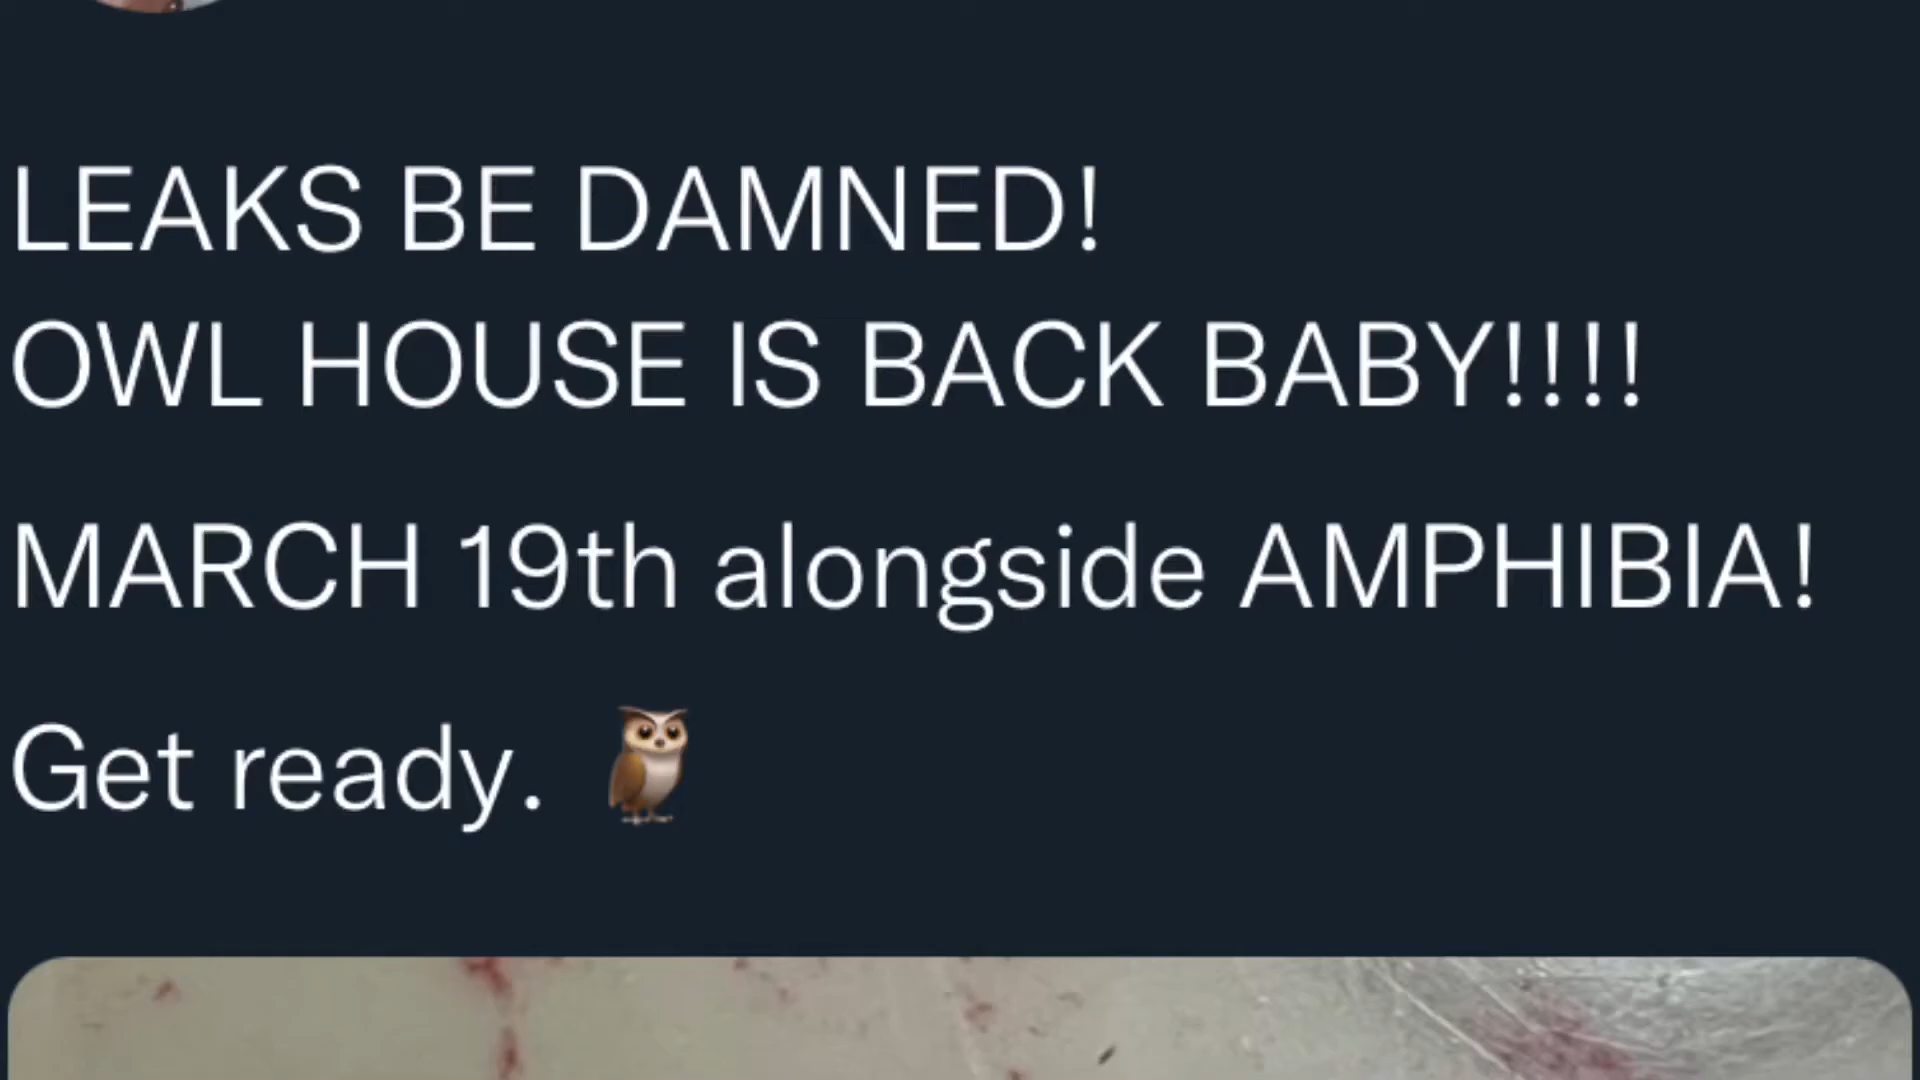 LEAKS BE DAMNED!
OWL HOUSE IS BACK BABY!!!!
MARCH 19th alongside AMPHIBIA!
Get ready. 🦉